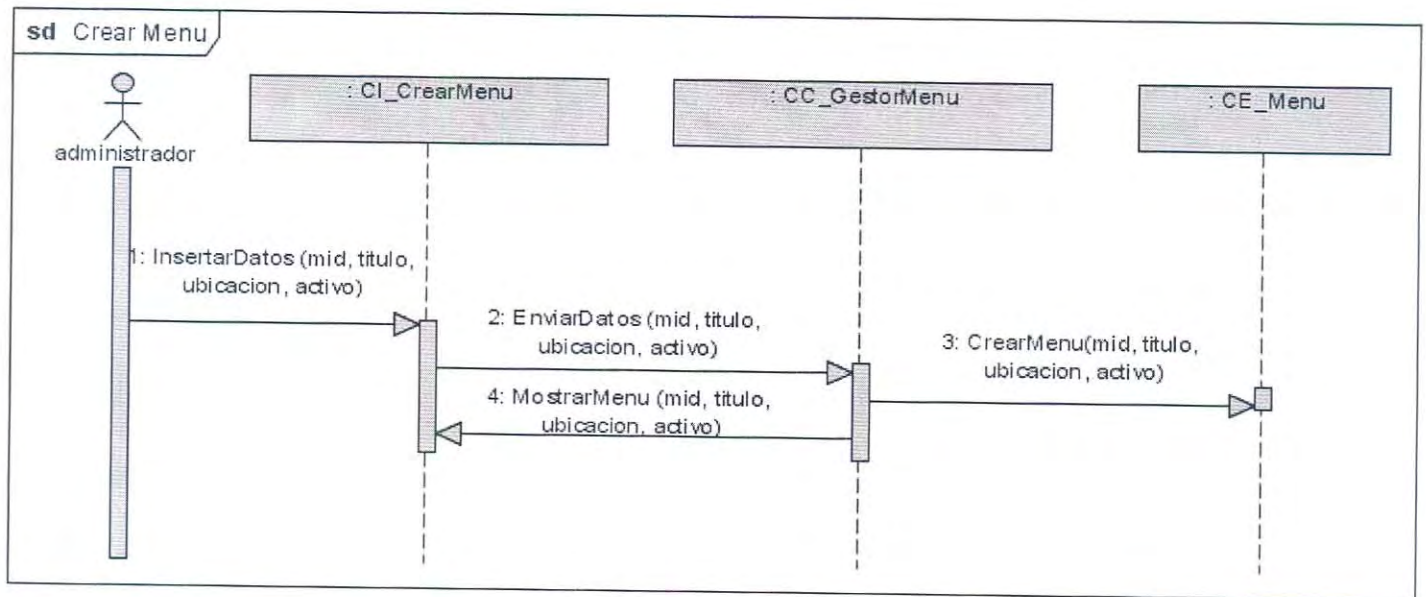 sd Crear Menu
: CI_CrearMenu
: CC_GestorMenu
: CE_Menu
administrador
1: InsertarDatos (mid, titulo,
ubicacion, activo)
2: EnviarDatos (mid, titulo,
ubicacion, activo)
3: CrearMenu(mid, titulo,
ubicacion, activo)
4: MostrarMenu (mid, titulo,
ubicacion, activo)